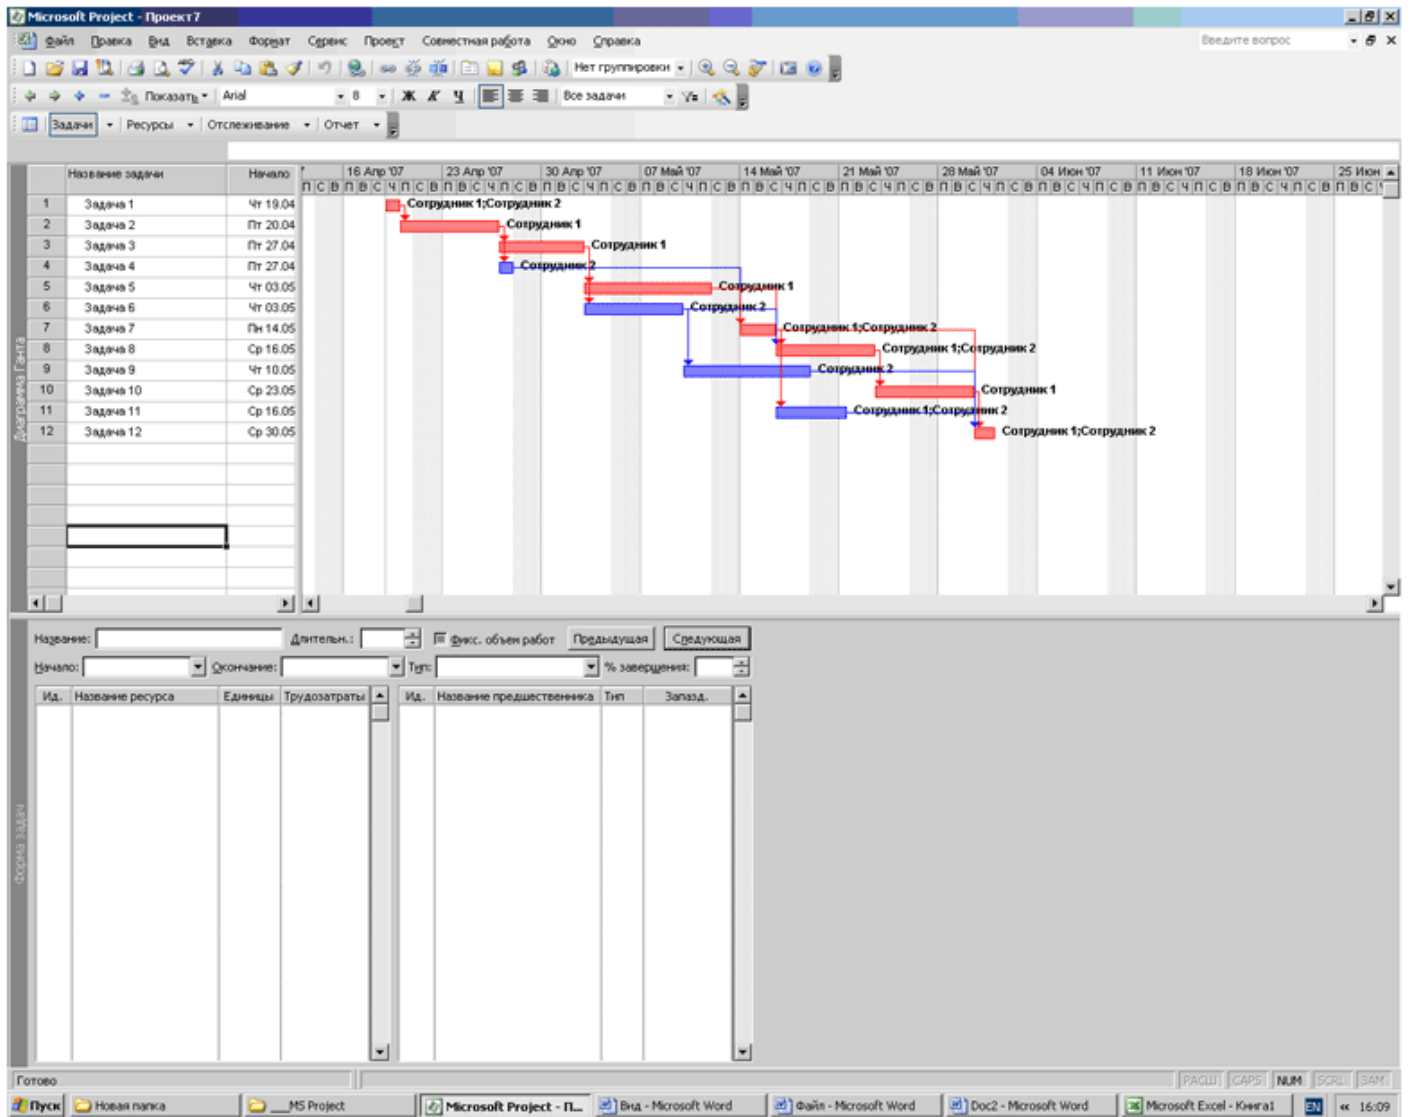 Microsoft Project - Проект7
Файл Правка Вид Вставка Формат Сервис Проект Совместная работа Окно Справка Введите вопрос
Нет группировки
Показать Arial 8 Ж К Ч Все задачи
Задачи Ресурсы Отслеживание Отчет
Название задачи Начало 16 Апр '07 23 Апр '07 30 Апр '07 07 Май '07 14 Май '07 21 Май '07 28 Май '07 04 Июн '07 11 Июн '07 18 Июн '07 25 Июн
П С В П В С Ч П С В П В С Ч П С В П В С Ч П С В П В С Ч П С В П В С Ч П С В П В С Ч П С В П В С Ч П С В П В С Ч П С В П В С Ч П С В П В С Ч П С В П В С
1 Задача 1 Чт 19.04 Сотрудник 1;Сотрудник 2
2 Задача 2 Пт 20.04 Сотрудник 1
3 Задача 3 Пт 27.04 Сотрудник 1
4 Задача 4 Пт 27.04 Сотрудник 2
5 Задача 5 Чт 03.05 Сотрудник 1
6 Задача 6 Чт 03.05 Сотрудник 2
7 Задача 7 Пн 14.05 Сотрудник 1;Сотрудник 2
8 Задача 8 Ср 16.05 Сотрудник 1;Сотрудник 2
9 Задача 9 Чт 10.05 Сотрудник 2
10 Задача 10 Ср 23.05 Сотрудник 1
11 Задача 11 Ср 16.05 Сотрудник 1;Сотрудник 2
12 Задача 12 Ср 30.05 Сотрудник 1;Сотрудник 2
Диаграмма Ганта
Название: Длительн.: Фикс. объем работ Предыдущая Следующая
Начало: Окончание: Тип: % завершения:
Ид. Название ресурса Единицы Трудозатраты Ид. Название предшественника Тип Запазд.
Форма задач
Готово РАСШ CAPS NUM SCRL ЗАМ
Пуск Новая папка ___MS Project Microsoft Project - П... Вид - Microsoft Word Файл - Microsoft Word Doc2 - Microsoft Word Microsoft Excel - Книга1 EN « 16:09